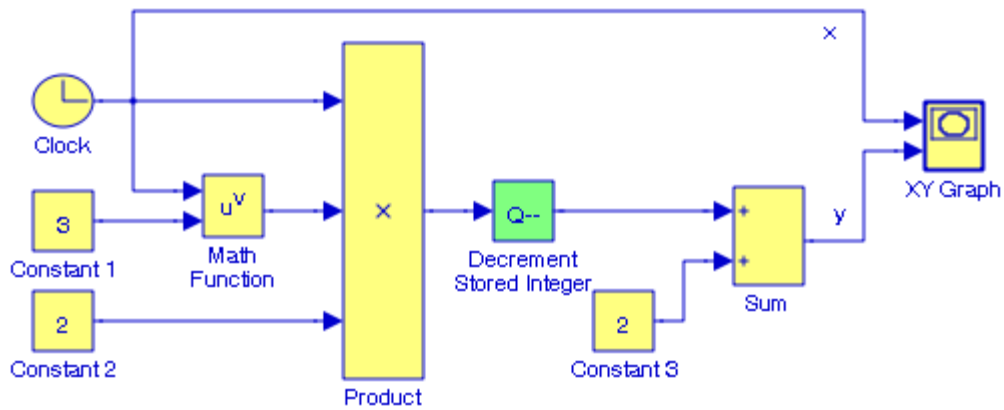 x
Clock
XY Graph
3
u^v
×
Q--
+
y
Constant 1
Math
Function
Decrement
Stored Integer
+
2
2
Sum
Constant 2
Constant 3
Product